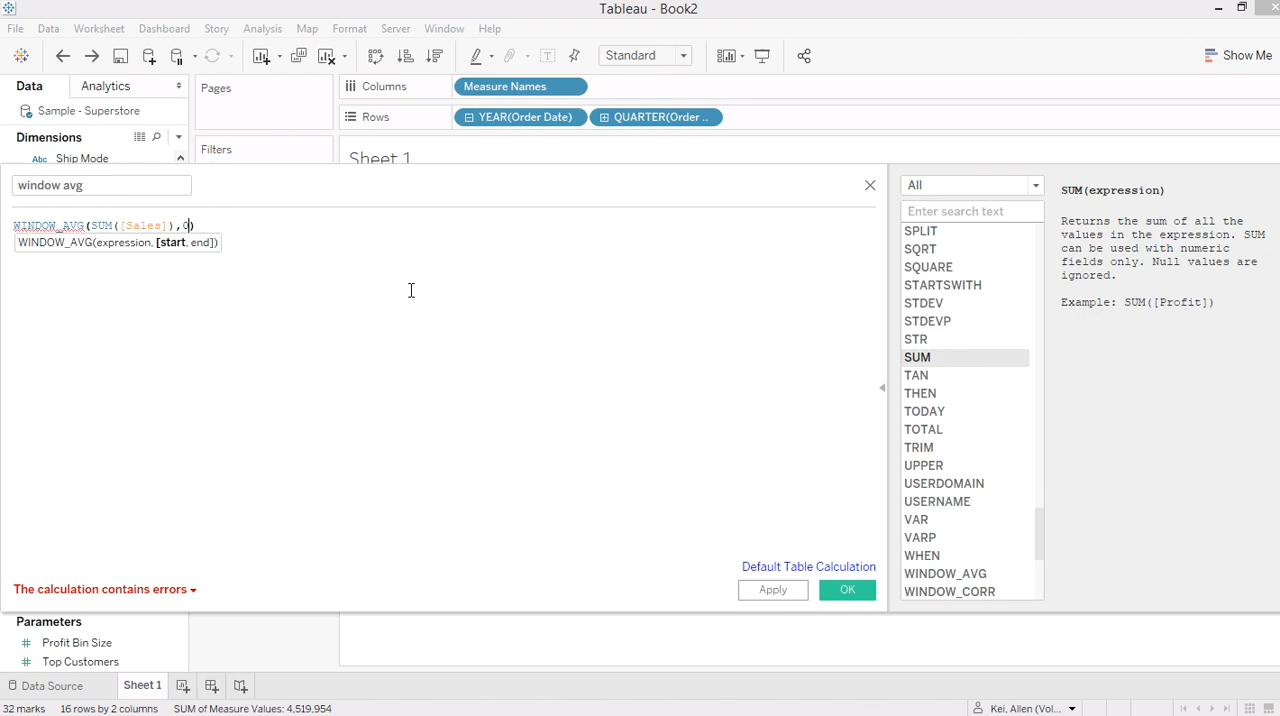 Tableau - Book2
File Data Worksheet Dashboard Story Analysis Map Format Server Window Help
Standard
Show Me
Data Analytics
Pages
Columns Measure Names
Sample - Superstore
Rows YEAR(Order Date) QUARTER(Order ..
Dimensions
Filters
Abc Ship Mode
Sheet 1
window avg
WINDOW_AVG(SUM([Sales]),0)
WINDOW_AVG(expression, [start, end])
Default Table Calculation
The calculation contains errors
Apply OK
All
Enter search text
SPLIT
SQRT
SQUARE
STARTSWITH
STDEV
STDEVP
STR
SUM
TAN
THEN
TODAY
TOTAL
TRIM
UPPER
USERDOMAIN
USERNAME
VAR
VARP
WHEN
WINDOW_AVG
WINDOW_CORR
SUM(expression)
Returns the sum of all the
values in the expression. SUM
can be used with numeric
fields only. Null values are
ignored.
Example: SUM([Profit])
Parameters
# Profit Bin Size
# Top Customers
Data Source Sheet 1
32 marks 16 rows by 2 columns SUM of Measure Values: 4,519,954
Kei, Allen (Vol...